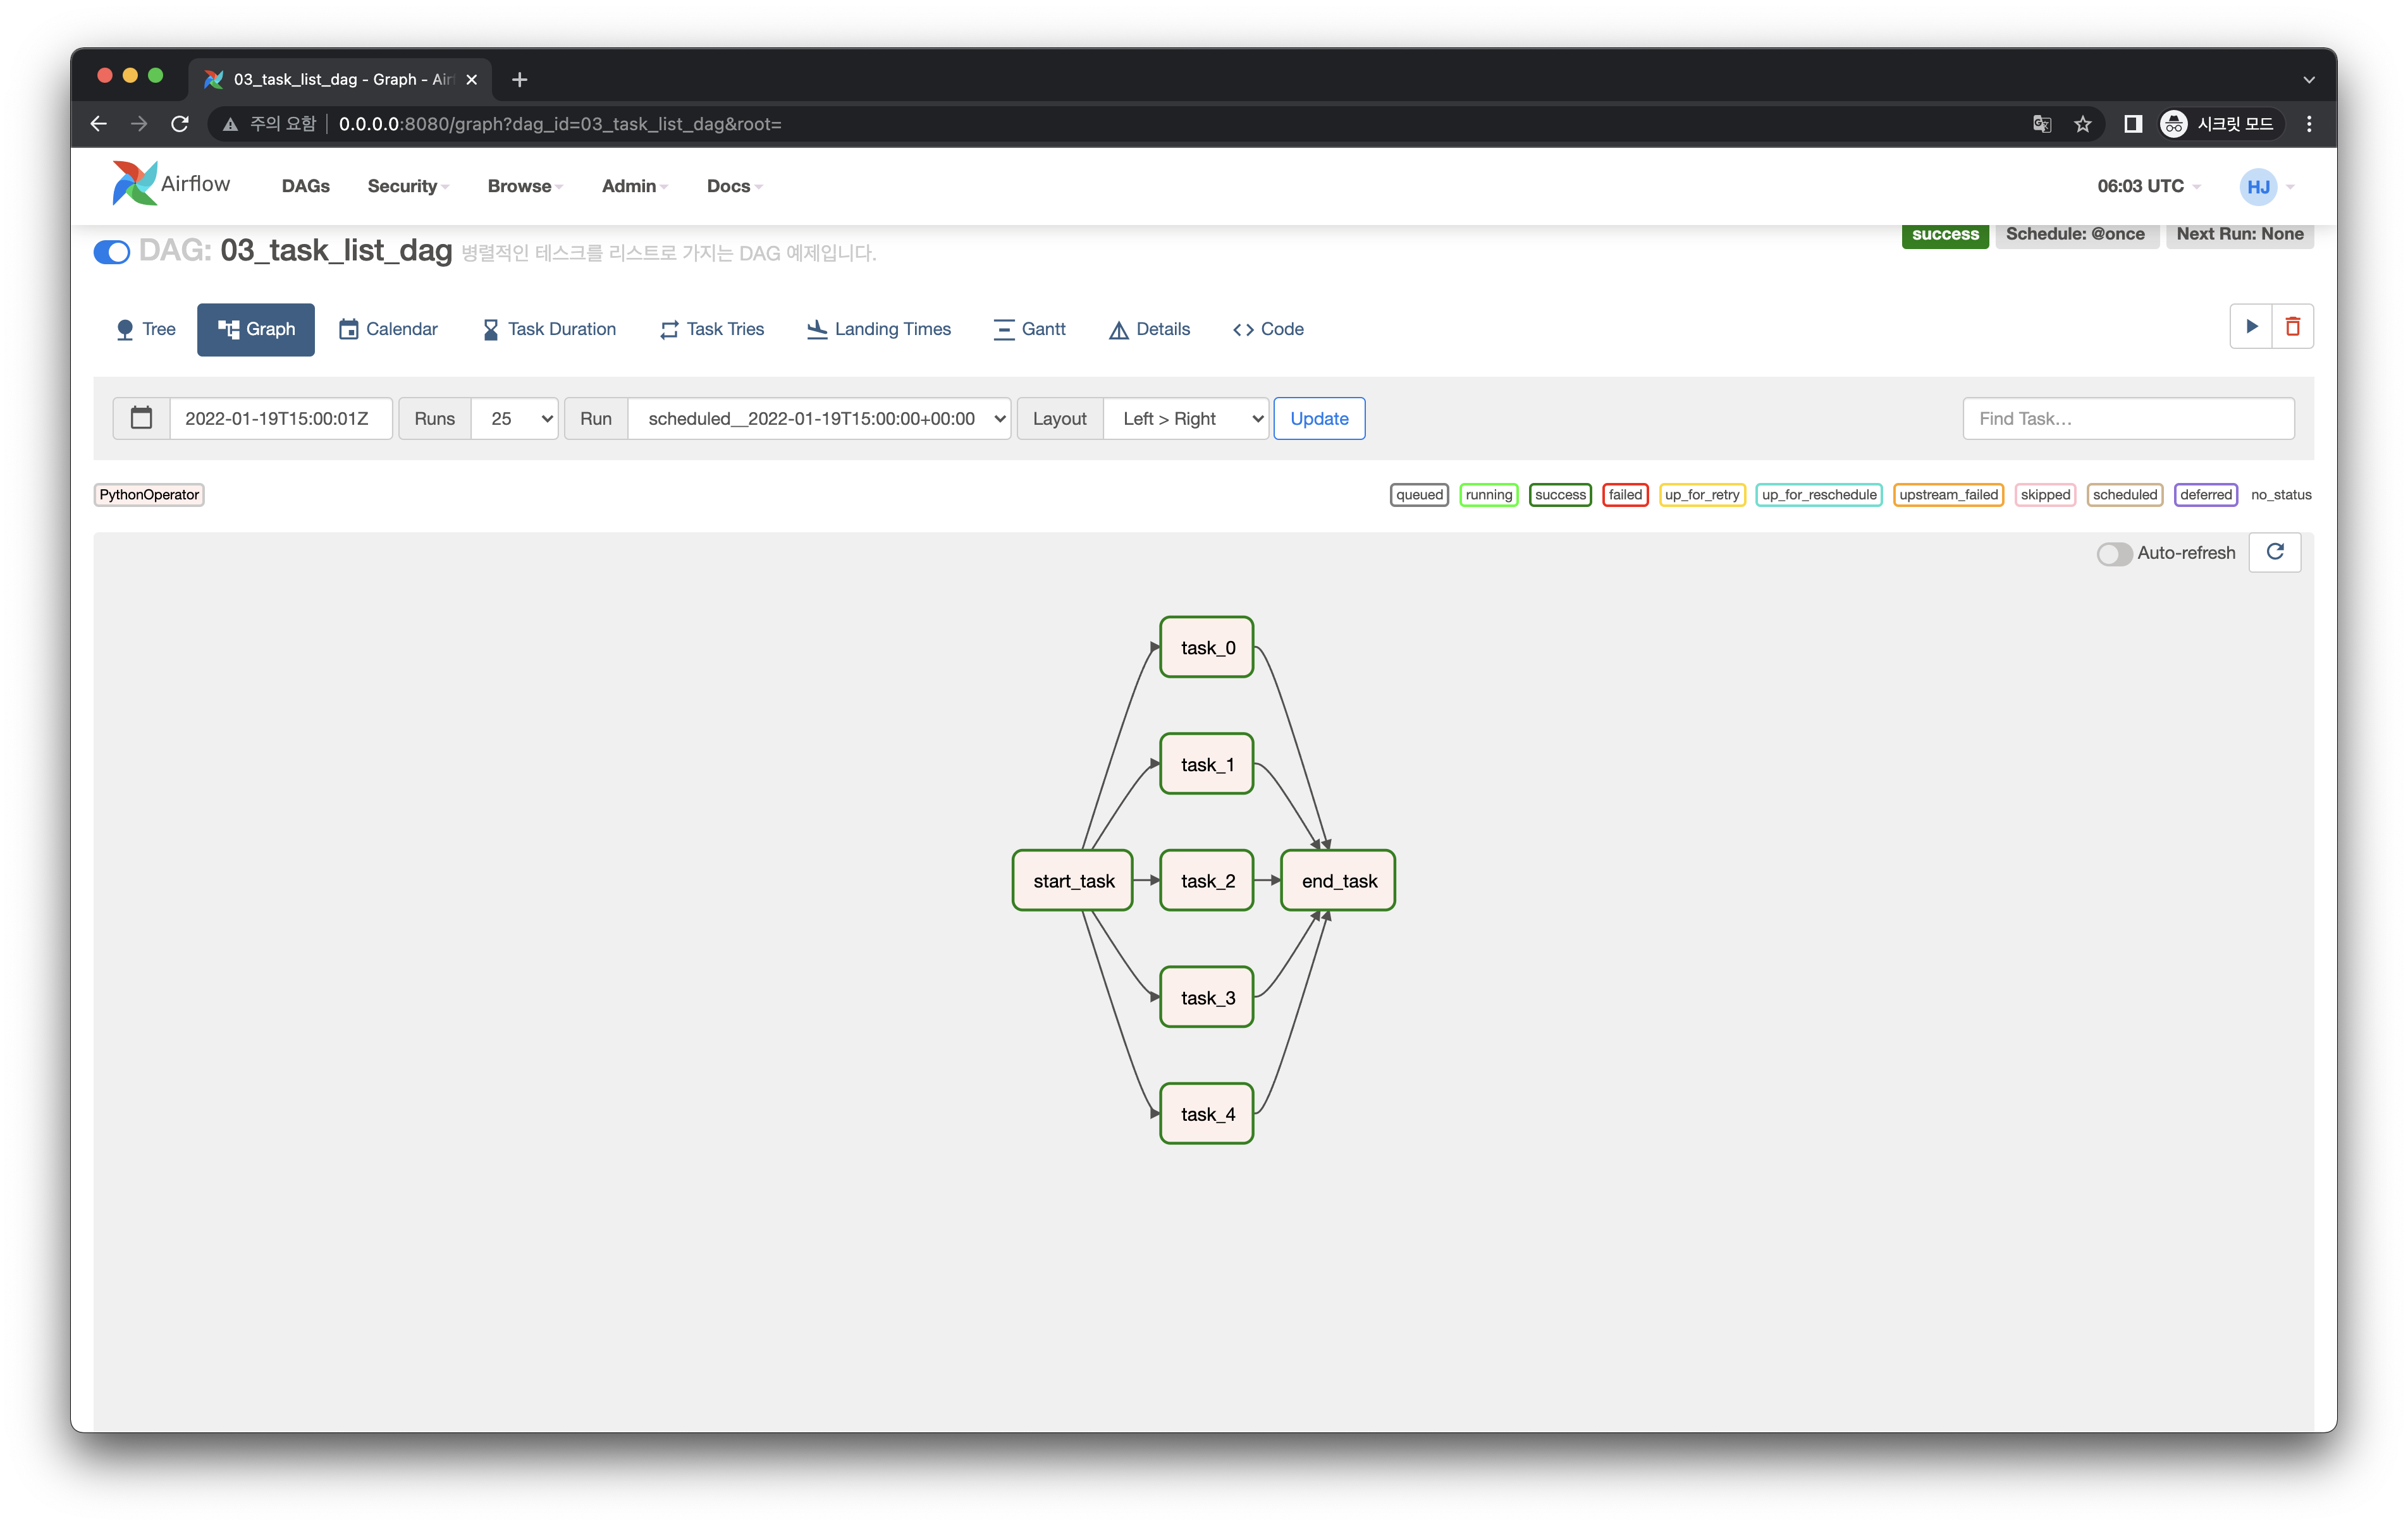 03_task_list_dag - Graph - Air
주의 요함 0.0.0.0:8080/graph?dag_id=03_task_list_dag&root= 시크릿 모드
Airflow DAGs Security Browse Admin Docs 06:03 UTC HJ
DAG: 03_task_list_dag 병렬적인 테스크를 리스트로 가지는 DAG 예제입니다. success Schedule: @once Next Run: None
Tree Graph Calendar Task Duration Task Tries Landing Times Gantt Details Code
2022-01-19T15:00:01Z Runs 25 Run scheduled__2022-01-19T15:00:00+00:00 Layout Left > Right Update Find Task...
PythonOperator queued running success failed up_for_retry up_for_reschedule upstream_failed skipped scheduled deferred no_status
Auto-refresh
task_0
task_1
start_task task_2 end_task
task_3
task_4